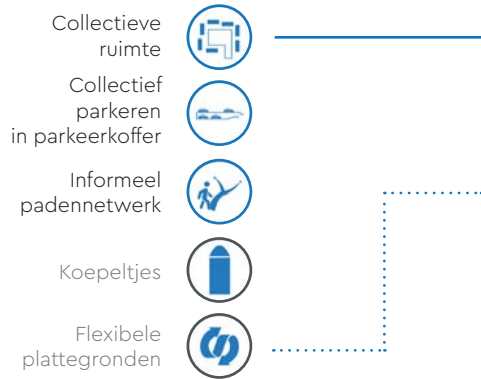 Collectieve
ruimte
Collectief
parkeren
in parkeerkoffer
Informeel
padennetwerk
Koepeltjes
Flexibele
plattegronden